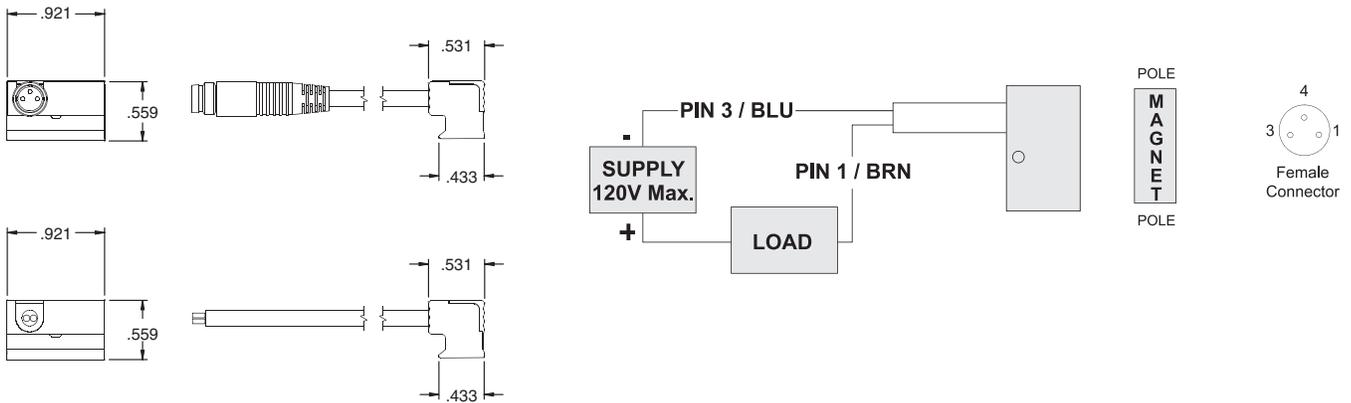 .921
.559
.531
.433
.921
.559
.531
.433
PIN 3 / BLU
-
SUPPLY
120V Max.
+
PIN 1 / BRN
LOAD
POLE
MAGNET
POLE
4
3
1
Female
Connector